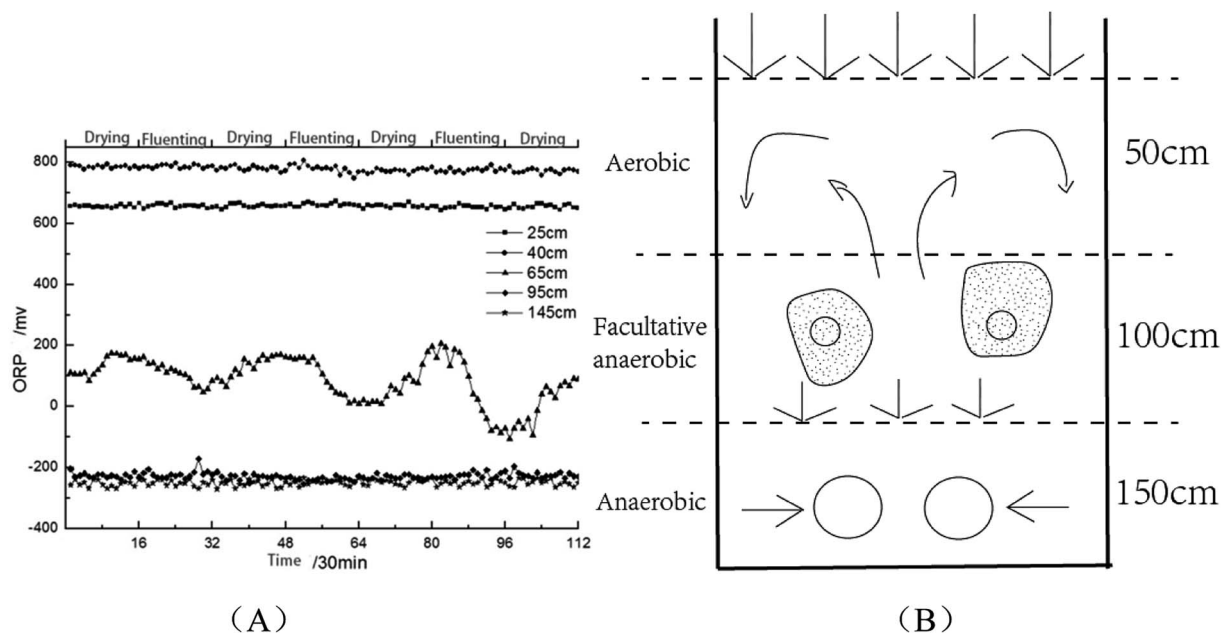 Drying Fluenting Drying Fluenting Drying Fluenting Drying
800
600
400
200
0
-200
-400
ORP /mv
25cm
40cm
65cm
95cm
145cm
16 32 48 64 80 96 112
Time /30min
(A)
Aerobic
50cm
Facultative
anaerobic
100cm
Anaerobic
150cm
(B)